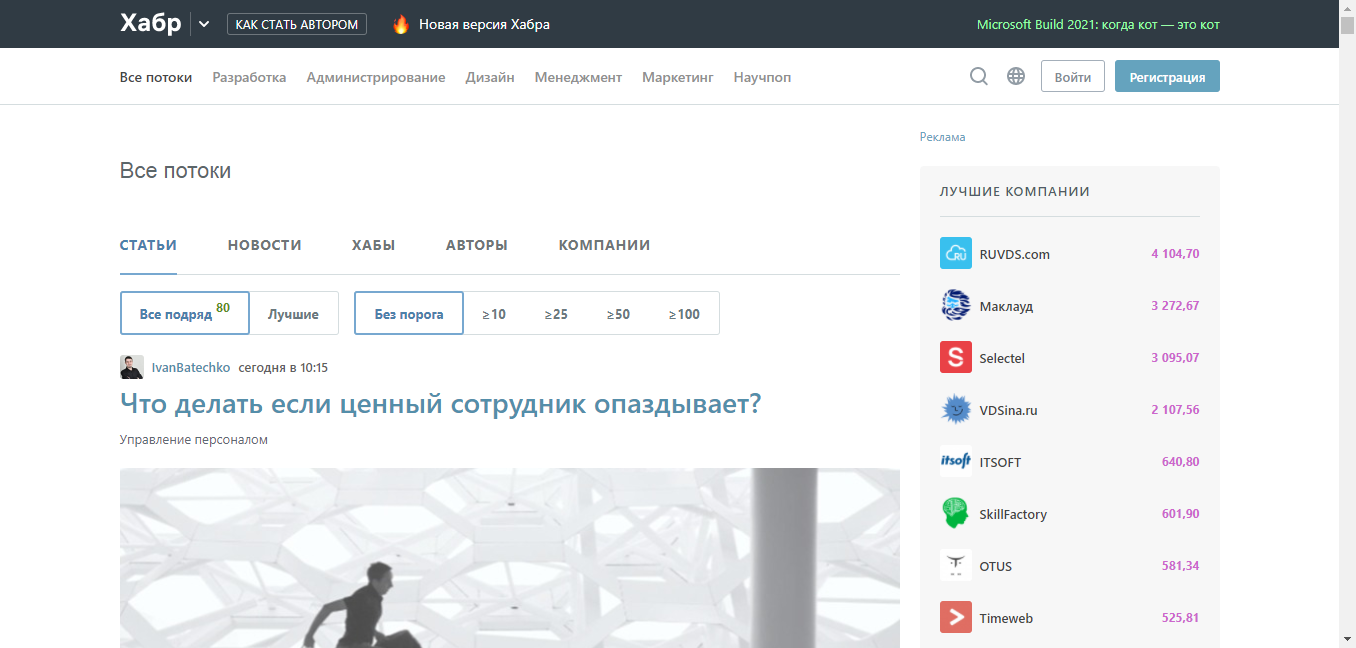 Хабр
КАК СТАТЬ АВТОРОМ
Новая версия Хабра
Microsoft Build 2021: когда кот — это кот
Все потоки Разработка Администрирование Дизайн Менеджмент Маркетинг Научпоп
Войти
Регистрация
Все потоки
СТАТЬИ НОВОСТИ ХАБЫ АВТОРЫ КОМПАНИИ
Все подряд 80 Лучшие
Без порога ≥10 ≥25 ≥50 ≥100
IvanBatechko сегодня в 10:15
Что делать если ценный сотрудник опаздывает?
Управление персоналом
Реклама
ЛУЧШИЕ КОМПАНИИ
RU RUVDS.com 4 104,70
Маклауд 3 272,67
S Selectel 3 095,07
VDSina.ru 2 107,56
itsoft ITSOFT 640,80
SkillFactory 601,90
OTUS 581,34
Timeweb 525,81